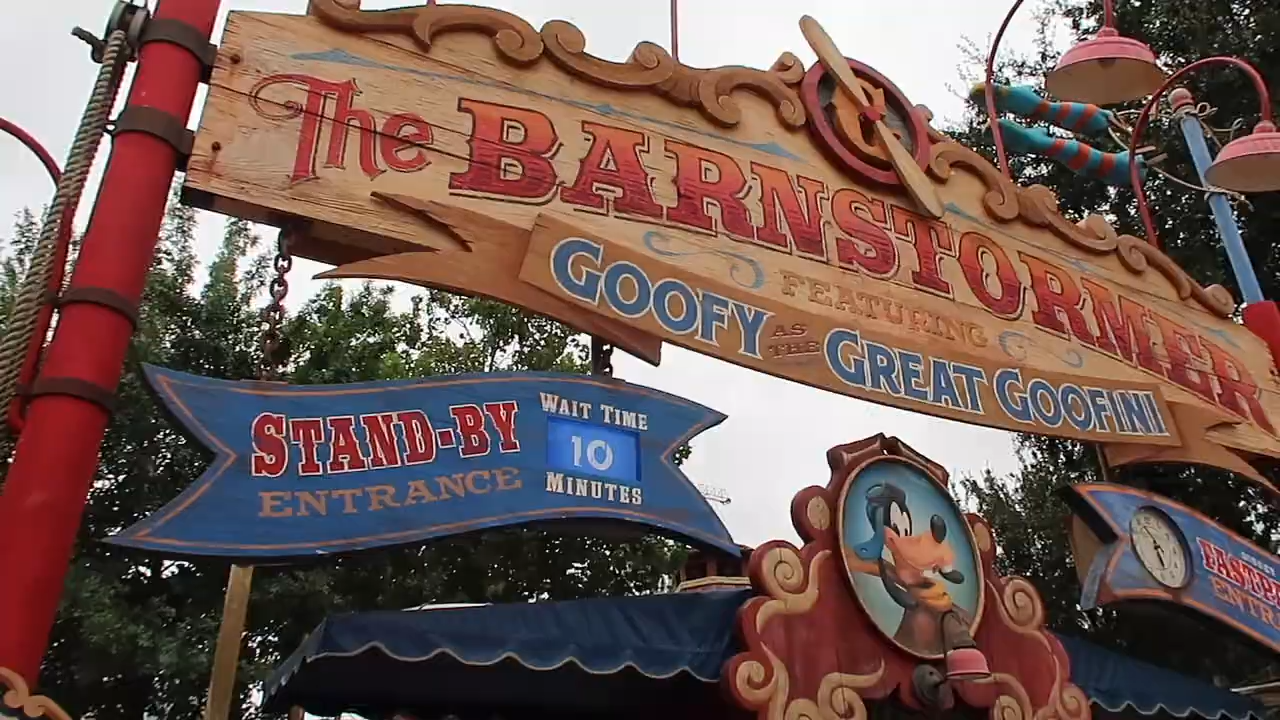 The BARNSTORMER
FEATURING
GOOFY AS THE GREAT GOOFINI
STAND-BY
ENTRANCE
WAIT TIME
10
MINUTES